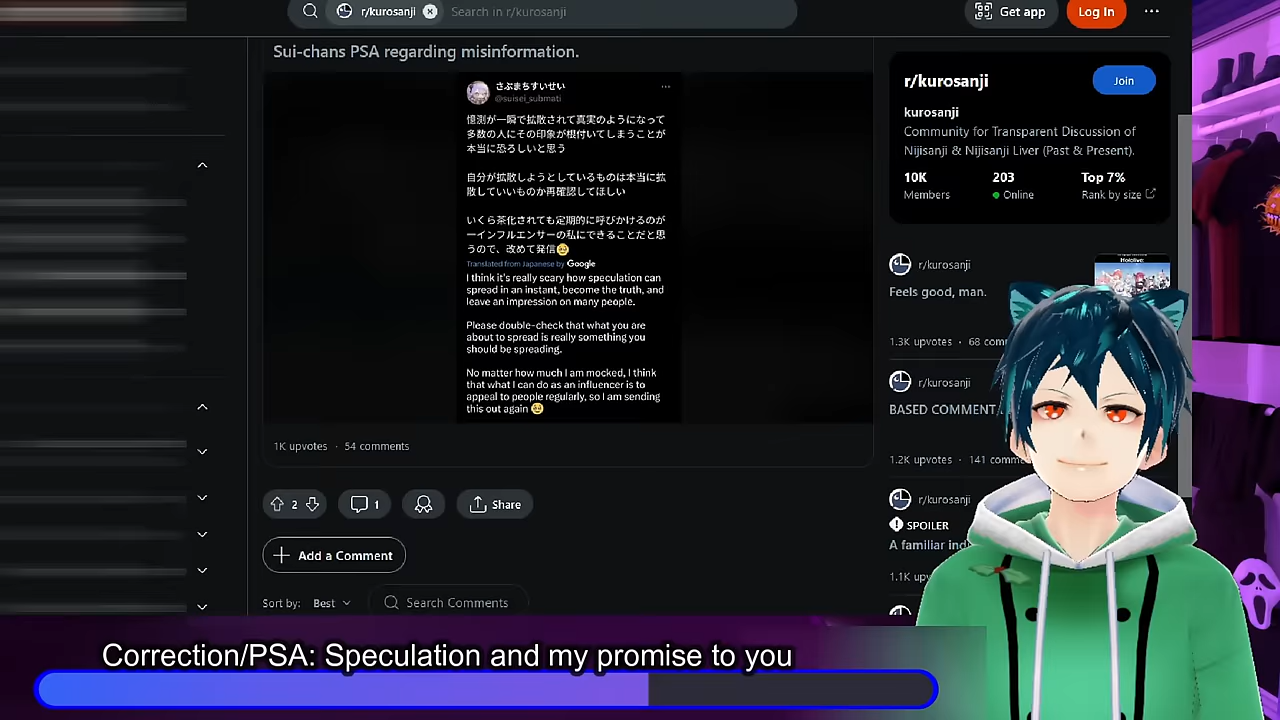 r/kurosanji
Search in r/kurosanji
Get app
Log In
Sui-chans PSA regarding misinformation.
さぶまちすいせい
@suisei_submati
憶測が一瞬で拡散されて真実のようになって
多数の人にその印象が根付いてしまうことが
本当に恐ろしいと思う
自分が拡散しようとしているものは本当に拡
散していいものか再確認してほしい
いくら茶化されても定期的に呼びかけるのが
一インフルエンサーの私にできることだと思
うので、改めて発信🥺
Translated from Japanese by Google
I think it's really scary how speculation can
spread in an instant, become the truth, and
leave an impression on many people.
Please double-check that what you are
about to spread is really something you
should be spreading.
No matter how much I am mocked, I think
that what I can do as an influencer is to
appeal to people regularly, so I am sending
this out again 🥺
1K upvotes · 54 comments
2
1
Share
Add a Comment
Sort by: Best
Search Comments
r/kurosanji
Join
kurosanji
Community for Transparent Discussion of
Nijisanji & Nijisanji Liver (Past & Present).
10K 203 Top 7%
Members Online Rank by size
r/kurosanji
Hololive:
Feels good, man.
1.3K upvotes · 68 com
r/kurosanji
BASED COMMENT
1.2K upvotes · 141 comme
r/kurosanji
SPOILER
A familiar ind
1.1K upv
Correction/PSA: Speculation and my promise to you